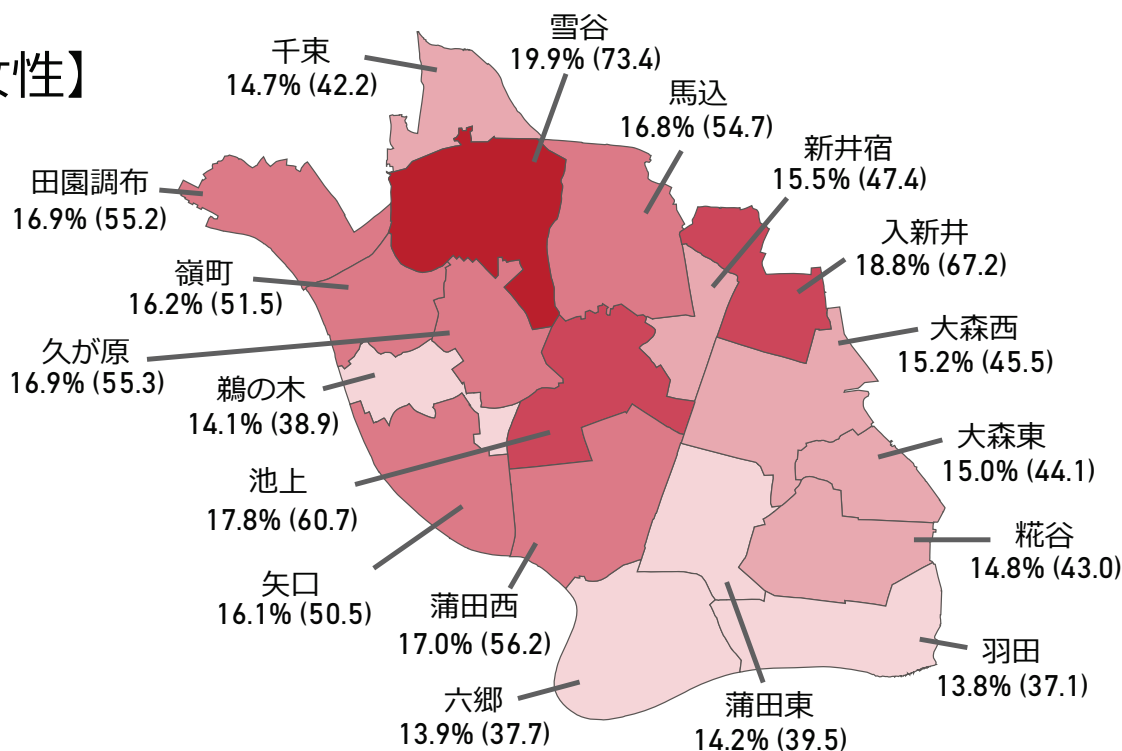 女性】
千束
14.7% (42.2)
雪谷
19.9% (73.4)
馬込
16.8% (54.7)
新井宿
15.5% (47.4)
入新井
18.8% (67.2)
田園調布
16.9% (55.2)
嶺町
16.2% (51.5)
久が原
16.9% (55.3)
鵜の木
14.1% (38.9)
大森西
15.2% (45.5)
大森東
15.0% (44.1)
池上
17.8% (60.7)
糀谷
14.8% (43.0)
矢口
16.1% (50.5)
蒲田西
17.0% (56.2)
羽田
13.8% (37.1)
六郷
13.9% (37.7)
蒲田東
14.2% (39.5)